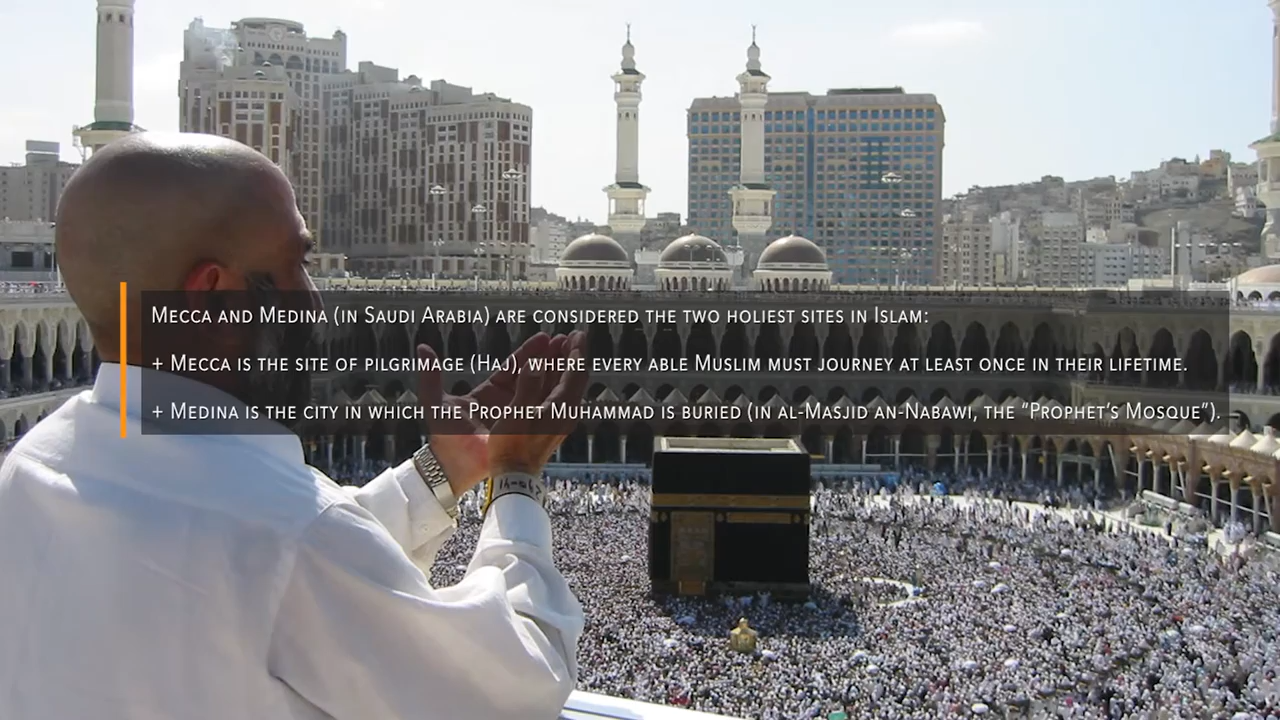 Mecca and Medina (in Saudi Arabia) are considered the two holiest sites in Islam:
+ Mecca is the site of pilgrimage (Haj), where every able Muslim must journey at least once in their lifetime.
+ Medina is the city in which the Prophet Muhammad is buried (in al-Masjid an-Nabawi, the “Prophet’s Mosque”).